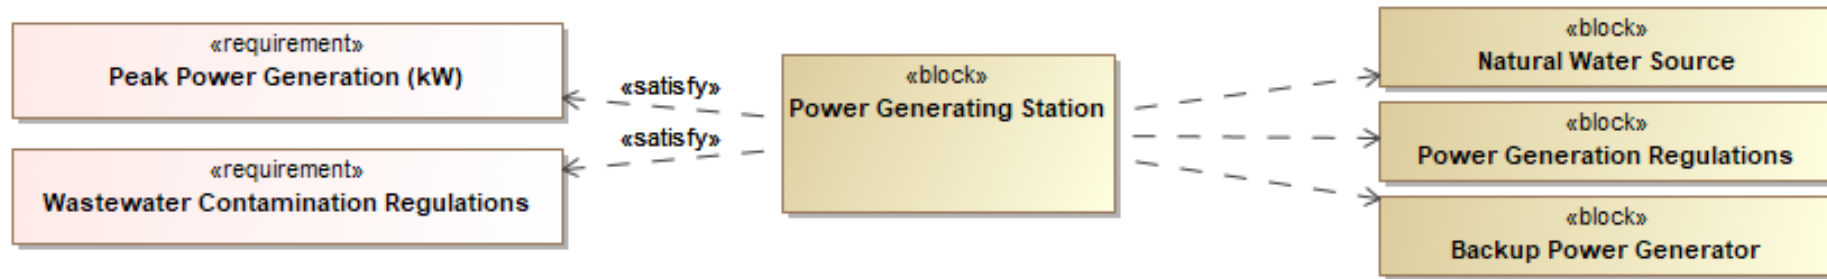 «requirement»
Peak Power Generation (kW)
«requirement»
Wastewater Contamination Regulations
«satisfy»
«satisfy»
«block»
Power Generating Station
«block»
Natural Water Source
«block»
Power Generation Regulations
«block»
Backup Power Generator